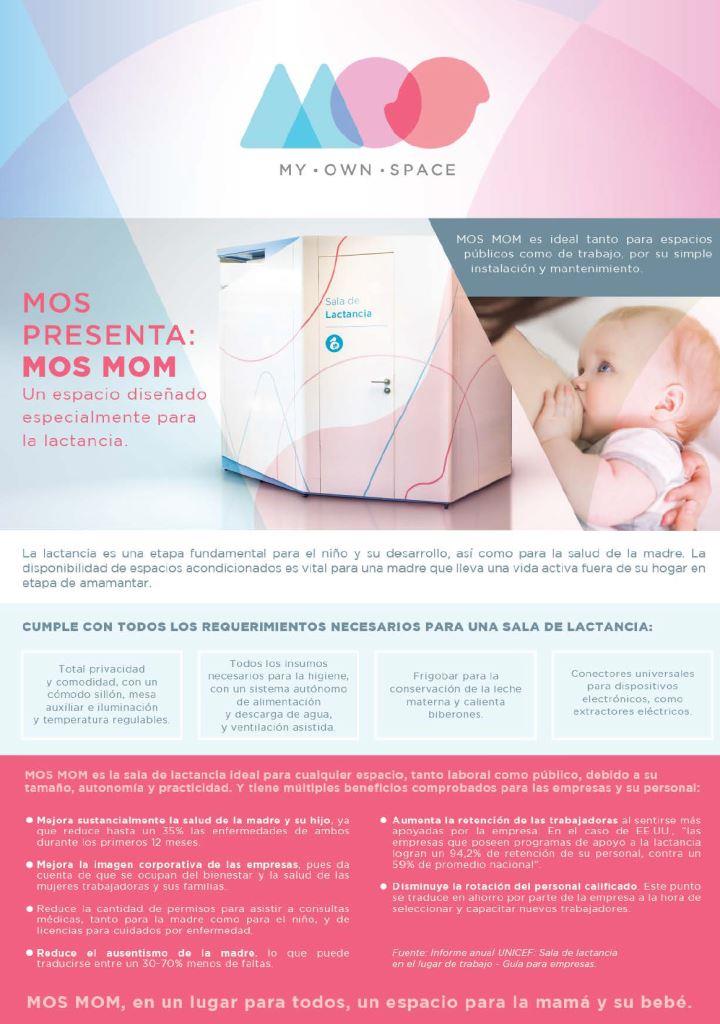 MOS
MY · OWN · SPACE
MOS MOM es ideal tanto para espacios
públicos como de trabajo, por su simple
instalación y mantenimiento.
MOS
PRESENTA:
MOS MOM
Un espacio diseñado
especialmente para
la lactancia.
Sala de
Lactancia
La lactancia es una etapa fundamental para el niño y su desarrollo, así como para la salud de la madre. La
disponibilidad de espacios acondicionados es vital para una madre que lleva una vida activa fuera de su hogar en
etapa de amamantar.
CUMPLE CON TODOS LOS REQUERIMIENTOS NECESARIOS PARA UNA SALA DE LACTANCIA:
Total privacidad
y comodidad, con un
cómodo sillón, mesa
auxiliar e iluminación
y temperatura regulables.
Todos los insumos
necesarios para la higiene,
con un sistema autónomo
de alimentación
y descarga de agua,
y ventilación asistida.
Frigobar para la
conservación de la leche
materna y calienta
biberones.
Conectores universales
para dispositivos
electrónicos, como
extractores eléctricos.
MOS MOM es la sala de lactancia ideal para cualquier espacio, tanto laboral como público, debido a su
tamaño, autonomía y practicidad. Y tiene múltiples beneficios comprobados para las empresas y su personal:
● Mejora sustancialmente la salud de la madre y su hijo, ya
que reduce hasta un 35% las enfermedades de ambos
durante los primeros 12 meses.
● Mejora la imagen corporativa de las empresas, pues da
cuenta de que se ocupan del bienestar y la salud de las
mujeres trabajadoras y sus familias.
● Reduce la cantidad de permisos para asistir a consultas
médicas, tanto para la madre como para el niño, y de
licencias para cuidados por enfermedad.
● Reduce el ausentismo de la madre, lo que puede
traducirse entre un 30-70% menos de faltas.
● Aumenta la retención de las trabajadoras al sentirse más
apoyadas por la empresa. En el caso de EE.UU., "las
empresas que poseen programas de apoyo a la lactancia
logran un 94,2% de retención de su personal, contra un
59% de promedio nacional".
● Disminuye la rotación del personal calificado. Este punto
se traduce en ahorro por parte de la empresa a la hora de
seleccionar y capacitar nuevos trabajadores.
Fuente: Informe anual UNICEF: Sala de lactancia
en el lugar de trabajo - Guía para empresas.
MOS MOM, en un lugar para todos, un espacio para la mamá y su bebé.